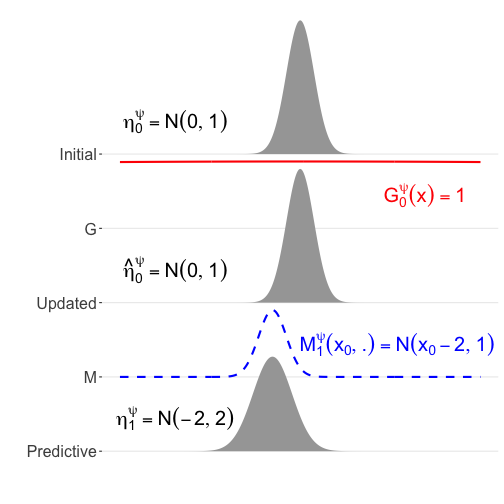 η₀^ψ = N(0, 1)
Initial
G₀^ψ(x) = 1
G
η̂₀^ψ = N(0, 1)
Updated
M₁^ψ(x₀, .) = N(x₀ − 2, 1)
M
η₁^ψ = N(−2, 2)
Predictive